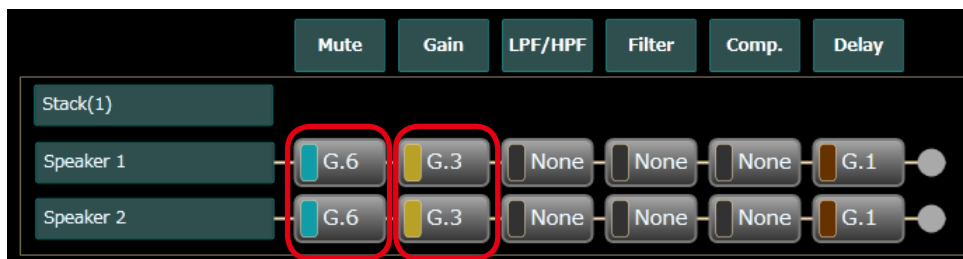 Mute Gain LPF/HPF Filter Comp. Delay
Stack(1)
Speaker 1 G.6 G.3 None None None G.1
Speaker 2 G.6 G.3 None None None G.1